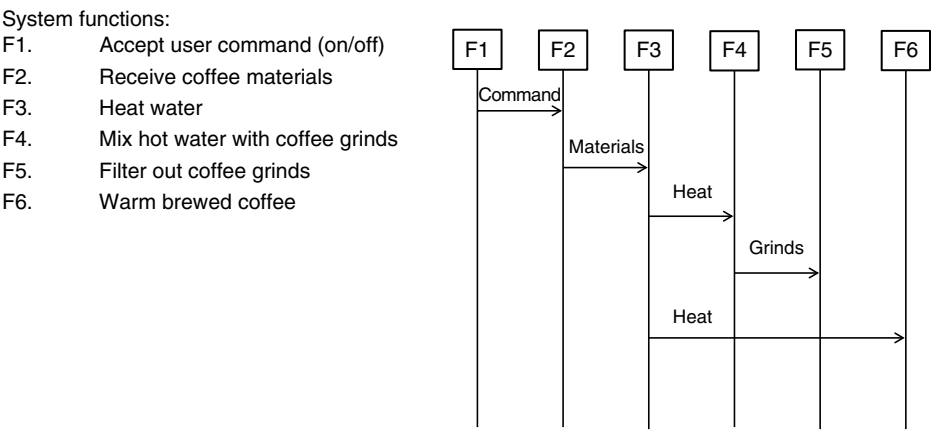 System functions:
F1. Accept user command (on/off)
F2. Receive coffee materials
F3. Heat water
F4. Mix hot water with coffee grinds
F5. Filter out coffee grinds
F6. Warm brewed coffee
F1 F2 F3 F4 F5 F6
Command
Materials
Heat
Grinds
Heat